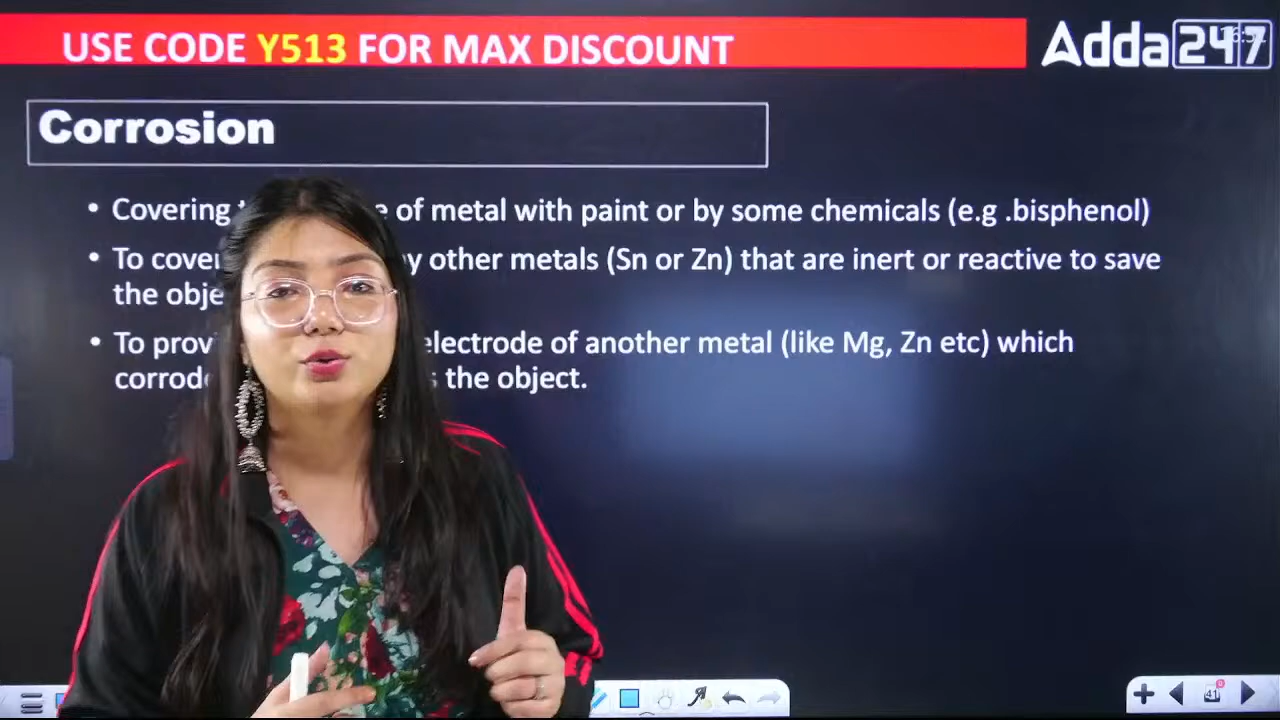 USE CODE Y513 FOR MAX DISCOUNT
Adda247
Corrosion
• Covering e of metal with paint or by some chemicals (e.g .bisphenol)
• To cover y other metals (Sn or Zn) that are inert or reactive to save
the obje
• To provi electrode of another metal (like Mg, Zn etc) which
corrode s the object.
41